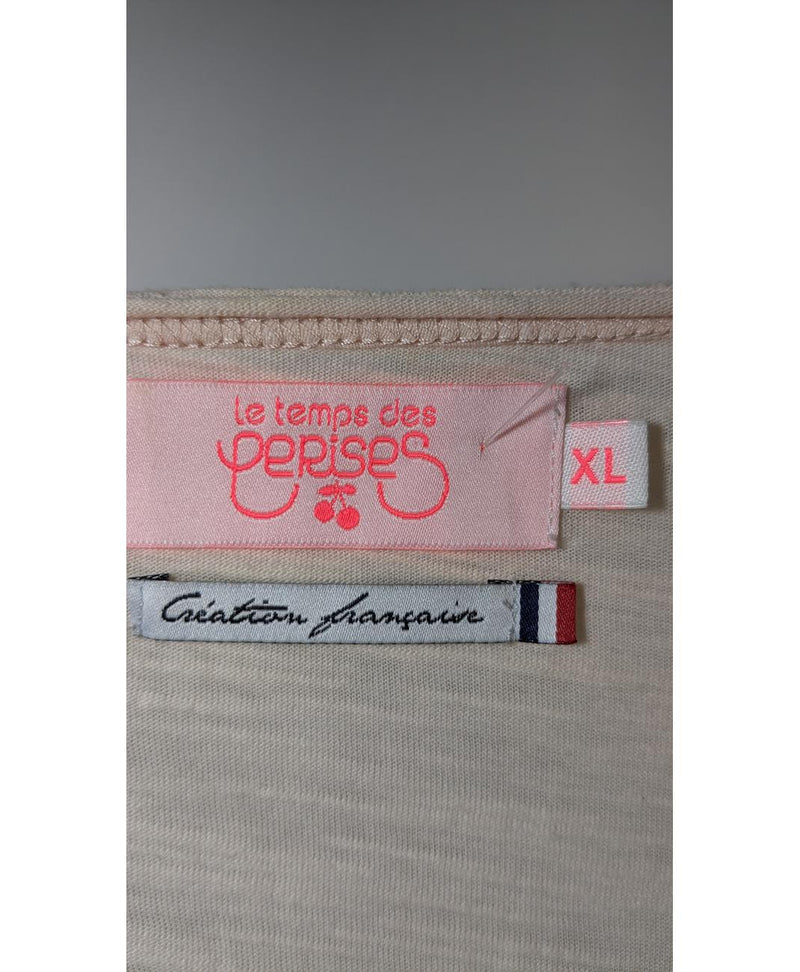 le temps des
cerises
XL
Création française